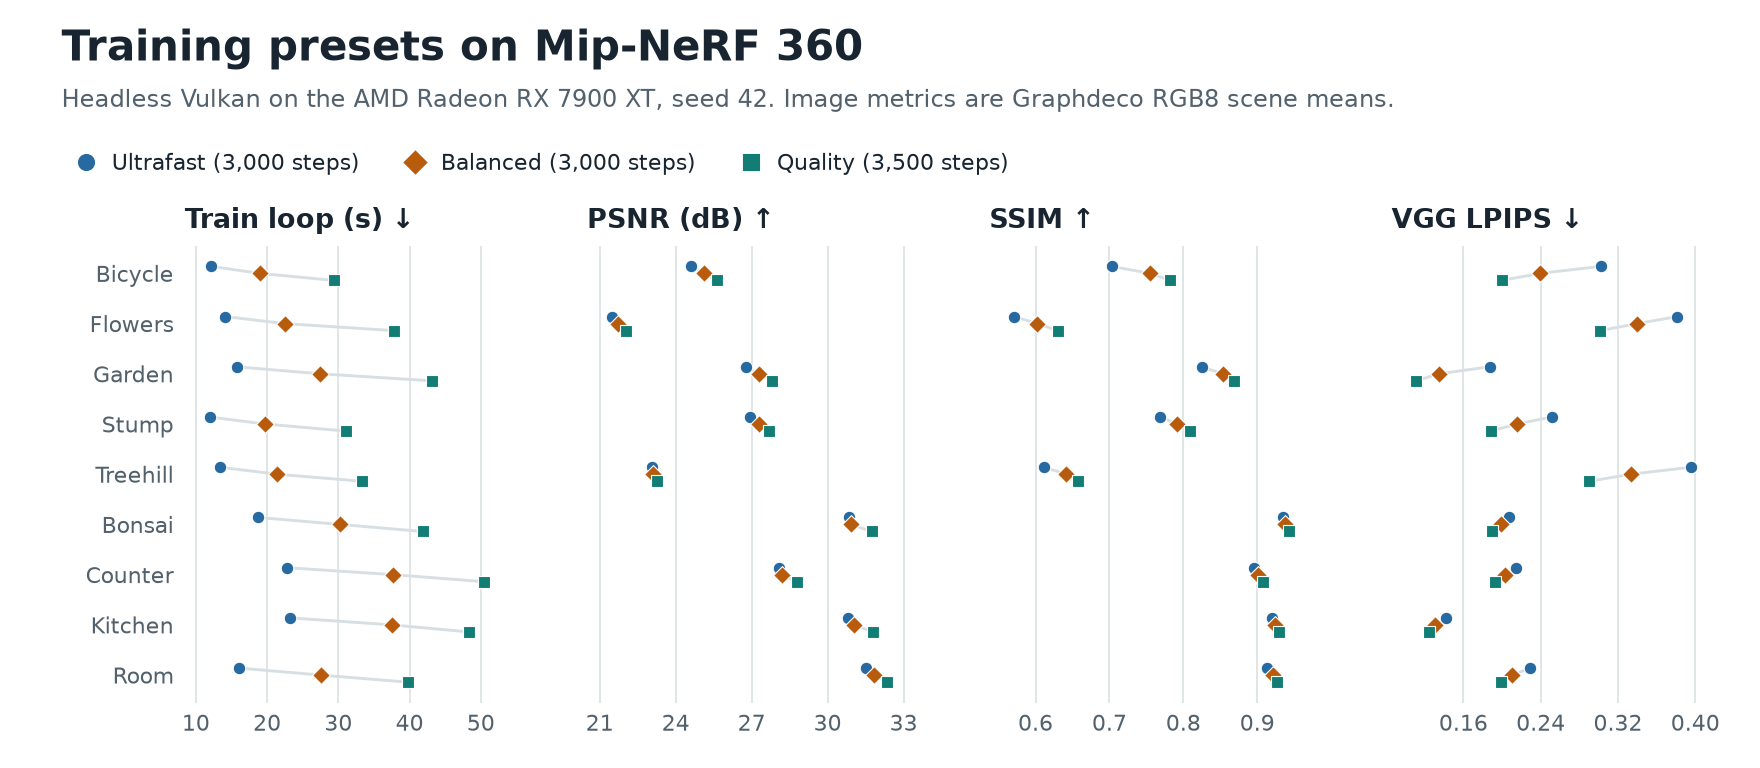 Training presets on Mip-NeRF 360
Headless Vulkan on the AMD Radeon RX 7900 XT, seed 42. Image metrics are Graphdeco RGB8 scene means.
Ultrafast (3,000 steps) Balanced (3,000 steps) Quality (3,500 steps)
Train loop (s) ↓ PSNR (dB) ↑ SSIM ↑ VGG LPIPS ↓
Bicycle
Flowers
Garden
Stump
Treehill
Bonsai
Counter
Kitchen
Room
10 20 30 40 50 21 24 27 30 33 0.6 0.7 0.8 0.9 0.16 0.24 0.32 0.40